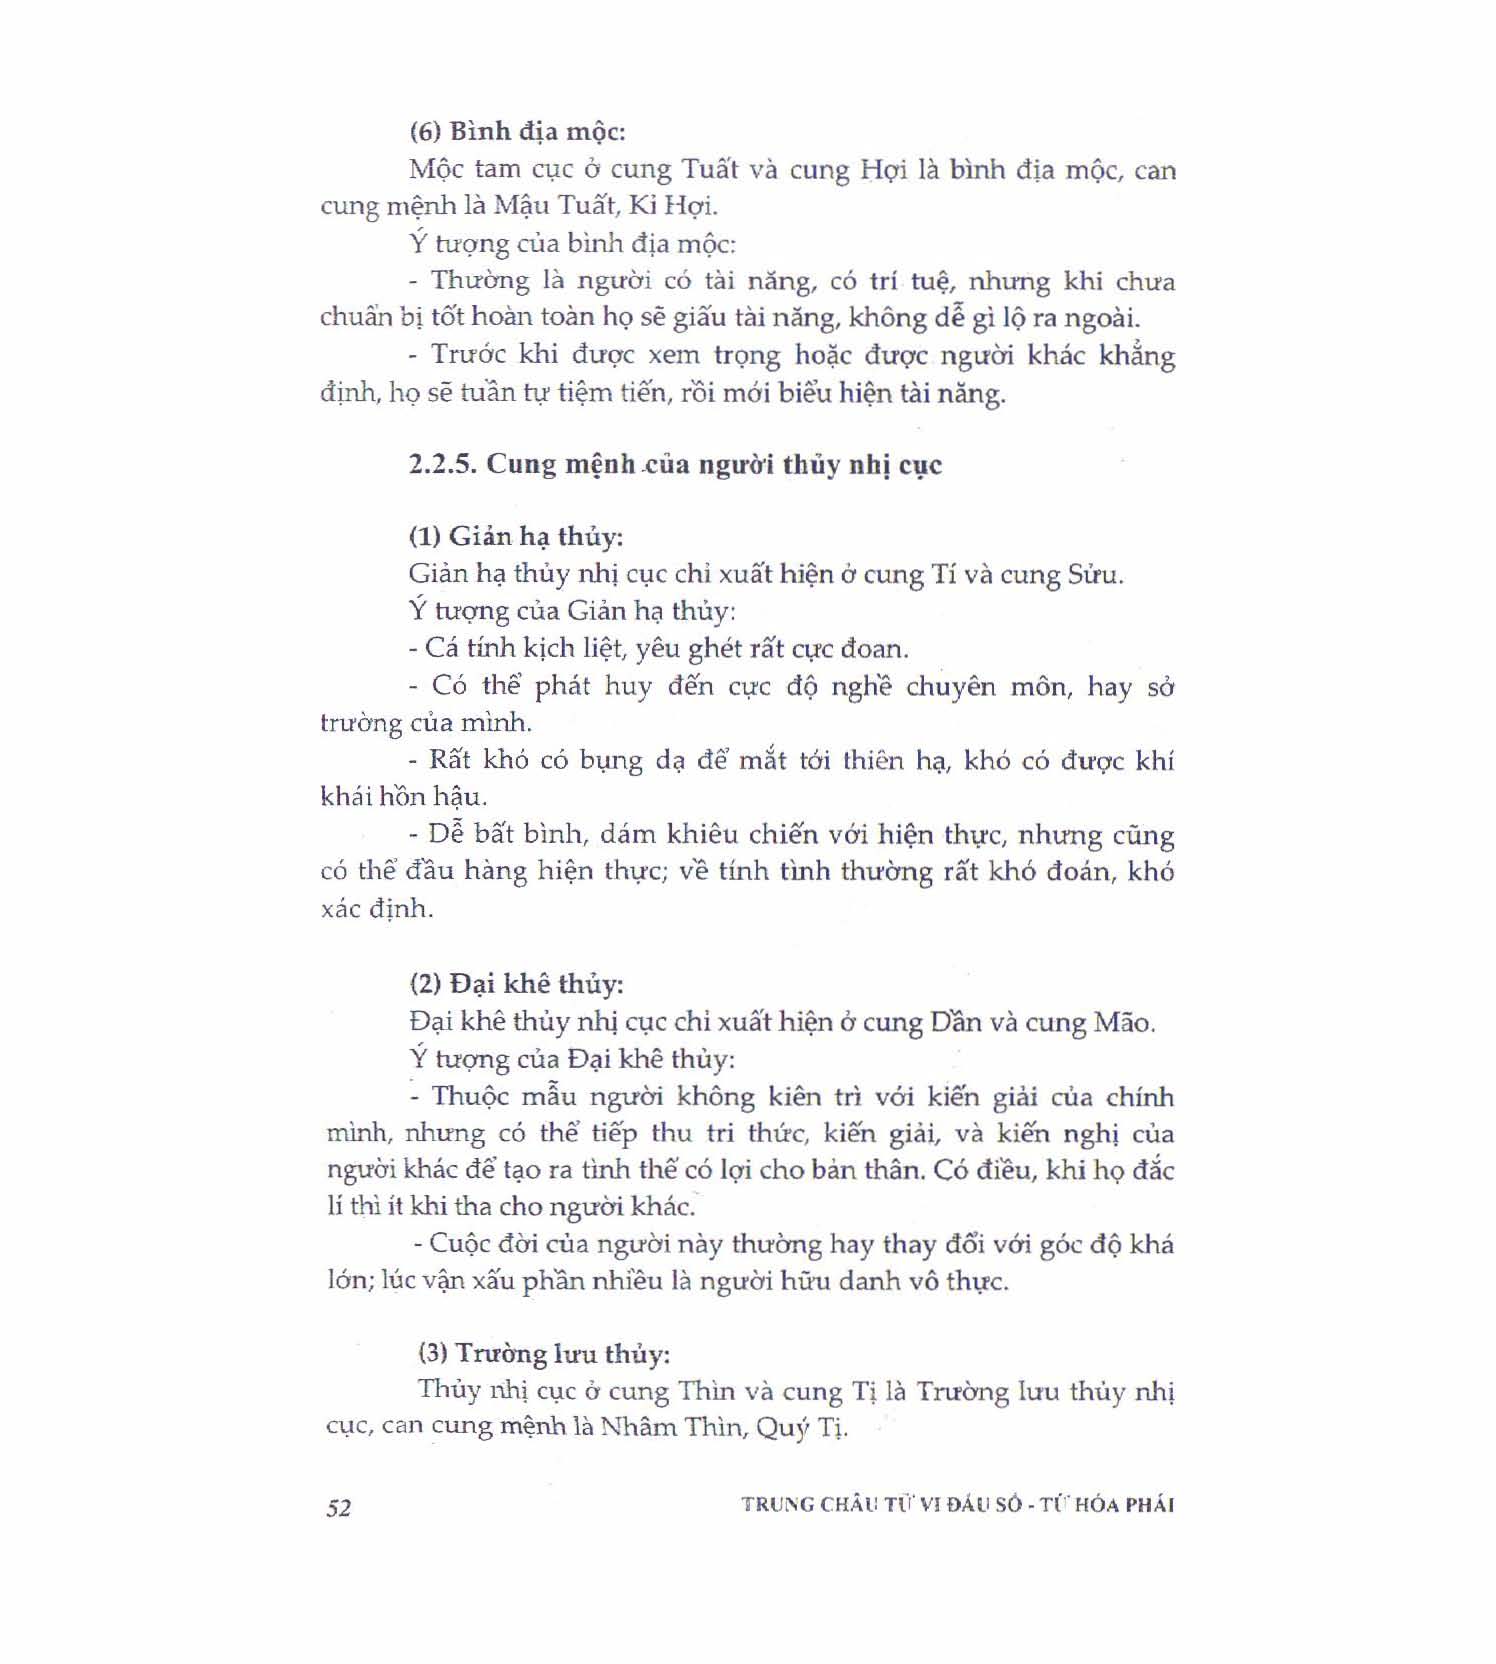 (6) Bình địa mộc:
Mộc tam cục ở cung Tuất và cung Hợi là bình địa mộc, can
cung mệnh là Mậu Tuất, Kỉ Hợi.
Ý tượng của bình địa mộc:
- Thường là người có tài năng, có trí tuệ, nhưng khi chưa
chuẩn bị tốt hoàn toàn họ sẽ giấu tài năng, không dễ gì lộ ra ngoài.
- Trước khi được xem trọng hoặc được người khác khẳng
định, họ sẽ tuần tự tiệm tiến, rồi mới biểu hiện tài năng.
2.2.5. Cung mệnh của người thủy nhị cục
(1) Giản hạ thủy:
Giản hạ thủy nhị cục chỉ xuất hiện ở cung Tí và cung Sửu.
Ý tượng của Giản hạ thủy:
- Cá tính kịch liệt, yêu ghét rất cực đoan.
- Có thể phát huy đến cực độ nghề chuyên môn, hay sở
trường của mình.
- Rất khó có bụng dạ để mắt tới thiên hạ, khó có được khí
khái hồn hậu.
- Dễ bất bình, dám khiêu chiến với hiện thực, nhưng cũng
có thể đầu hàng hiện thực; về tính tình thường rất khó đoán, khó
xác định.
(2) Đại khê thủy:
Đại khê thủy nhị cục chỉ xuất hiện ở cung Dần và cung Mão.
Ý tượng của Đại khê thủy:
- Thuộc mẫu người không kiên trì với kiến giải của chính
mình, nhưng có thể tiếp thu tri thức, kiến giải, và kiến nghị của
người khác để tạo ra tình thế có lợi cho bản thân. Có điều, khi họ đắc
lí thì ít khi tha cho người khác.
- Cuộc đời của người này thường hay thay đổi với góc độ khá
lớn; lúc vận xấu phần nhiều là người hữu danh vô thực.
(3) Trường lưu thủy:
Thủy nhị cục ở cung Thìn và cung Tị là Trường lưu thủy nhị
cục, can cung mệnh là Nhâm Thìn, Quý Tị.
52 TRUNG CHÂU TỬ VI ĐẨU SỐ - TỨ HÓA PHÁI